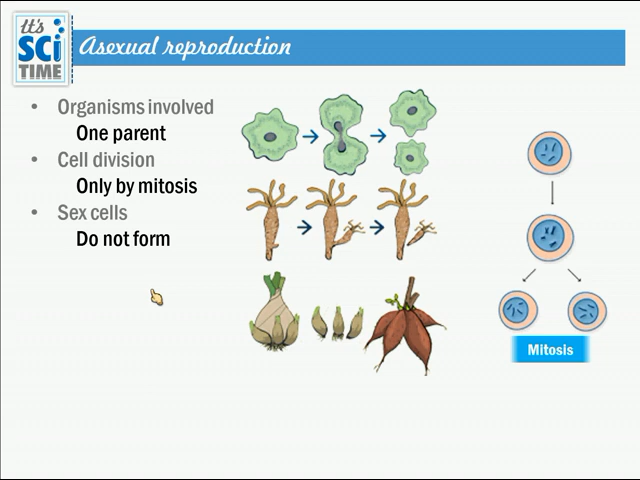 It's
SCi
TIME
Asexual reproduction
• Organisms involved
One parent
• Cell division
Only by mitosis
• Sex cells
Do not form
Mitosis